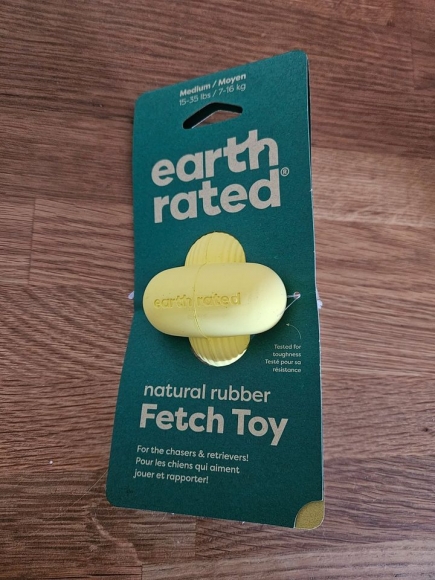 Medium / Moyen
15-35 lbs / 7-16 kg
earth
rated®
earth rated
Tested for
toughness
Testé pour sa
résistance
natural rubber
Fetch Toy
For the chasers & retrievers!
Pour les chiens qui aiment
jouer et rapporter!